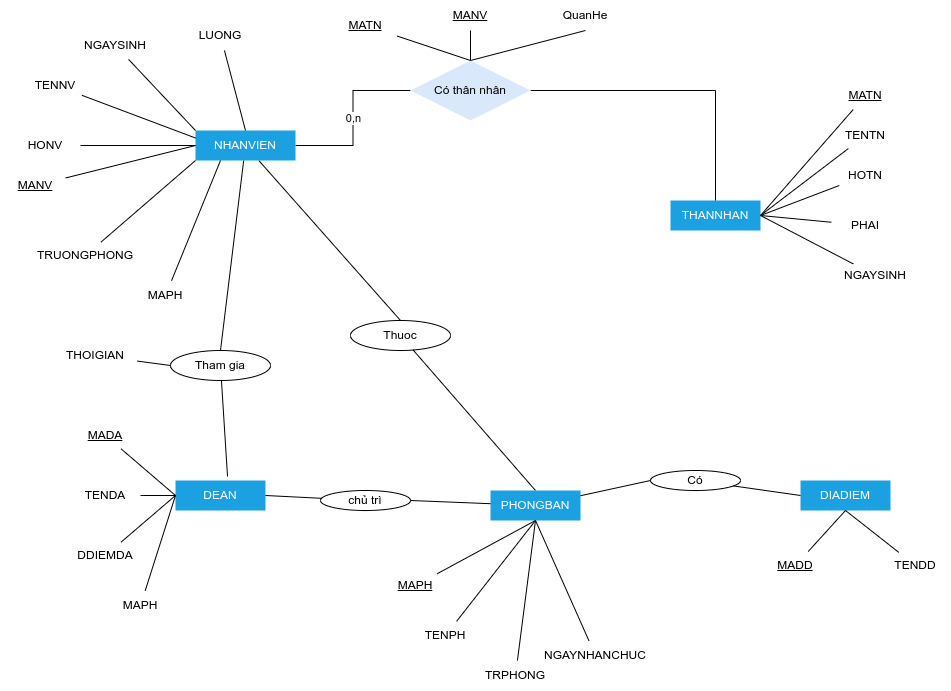 MANV
QuanHe
MATN
LUONG
NGAYSINH
TENNV
Có thân nhân
MATN
0,n
TENTN
HONV
NHANVIEN
HOTN
MANV
THANNHAN
PHAI
TRUONGPHONG
NGAYSINH
MAPH
Thuoc
THOIGIAN
Tham gia
MADA
Có
TENDA
DEAN
chủ trì
PHONGBAN
DIADIEM
DDIEMDA
MADD
TENDD
MAPH
MAPH
TENPH
NGAYNHANCHUC
TRPHONG